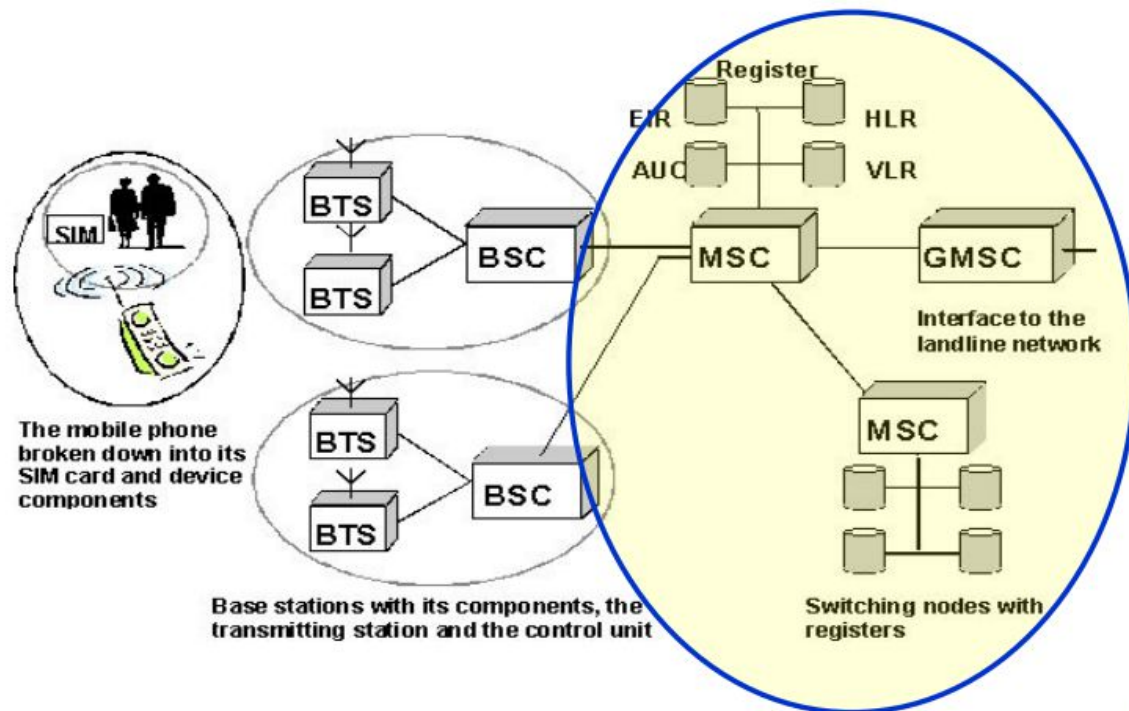 Register
EIR
HLR
AUC
VLR
SIM
BTS
BTS
BSC
MSC
GMSC
Interface to the
landline network
The mobile phone
broken down into its
SIM card and device
components
BTS
BTS
BSC
MSC
Base stations with its components, the
transmitting station and the control unit
Switching nodes with
registers